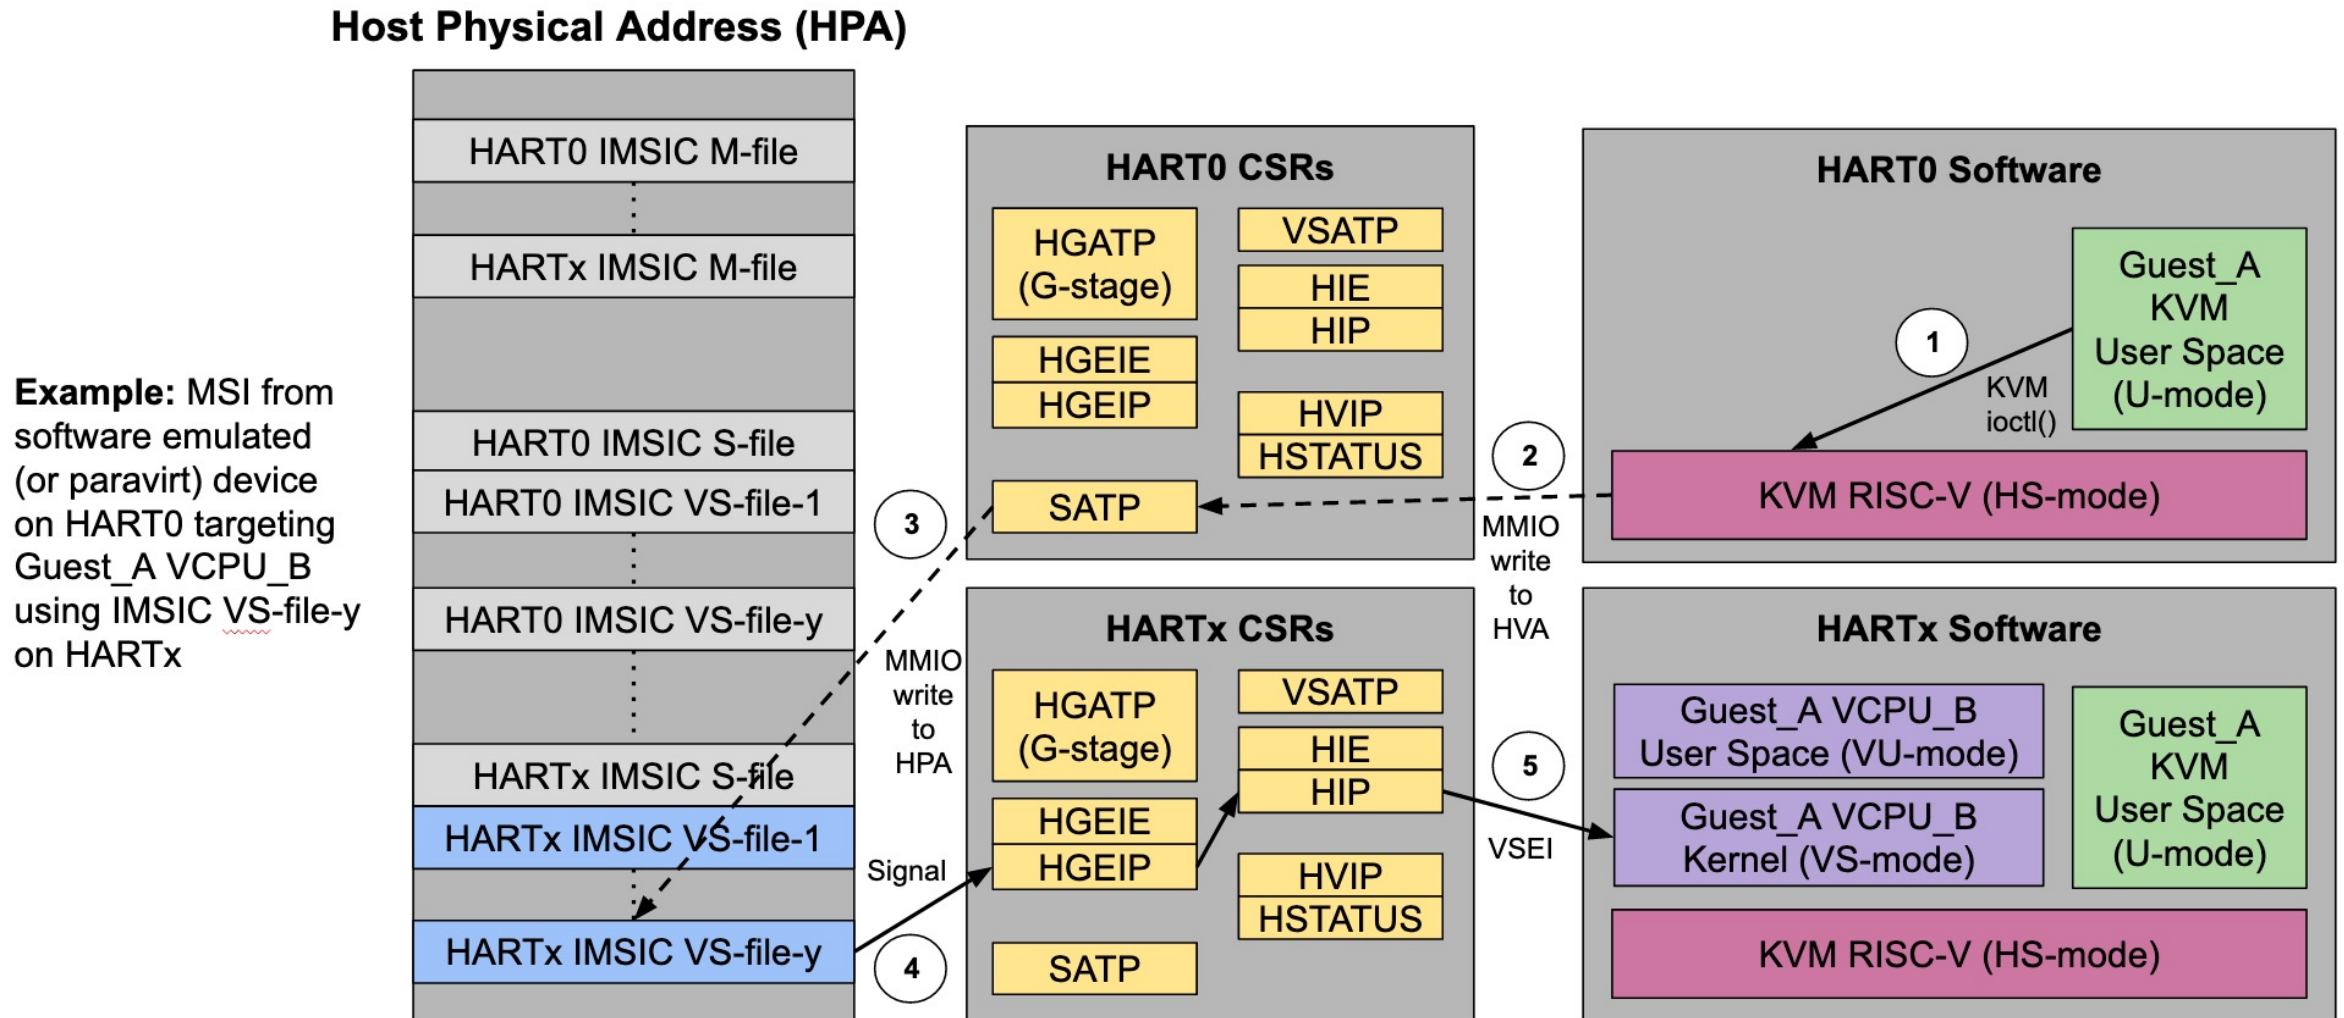 Host Physical Address (HPA)
Example: MSI from
software emulated
(or paravirt) device
on HART0 targeting
Guest_A VCPU_B
using IMSIC VS-file-y
on HARTx
HART0 IMSIC M-file
HARTx IMSIC M-file
HART0 IMSIC S-file
HART0 IMSIC VS-file-1
HART0 IMSIC VS-file-y
HARTx IMSIC S-file
HARTx IMSIC VS-file-1
HARTx IMSIC VS-file-y
HART0 CSRs
HGATP
(G-stage)
VSATP
HIE
HIP
HGEIE
HGEIP
HVIP
HSTATUS
SATP
HART0 Software
Guest_A
KVM
User Space
(U-mode)
1
KVM
ioctl()
KVM RISC-V (HS-mode)
2
MMIO
write
to
HVA
3
MMIO
write
to
HPA
HARTx CSRs
HGATP
(G-stage)
VSATP
HIE
HIP
HGEIE
HGEIP
HVIP
HSTATUS
SATP
Signal
4
5
VSEI
HARTx Software
Guest_A VCPU_B
User Space (VU-mode)
Guest_A VCPU_B
Kernel (VS-mode)
Guest_A
KVM
User Space
(U-mode)
KVM RISC-V (HS-mode)